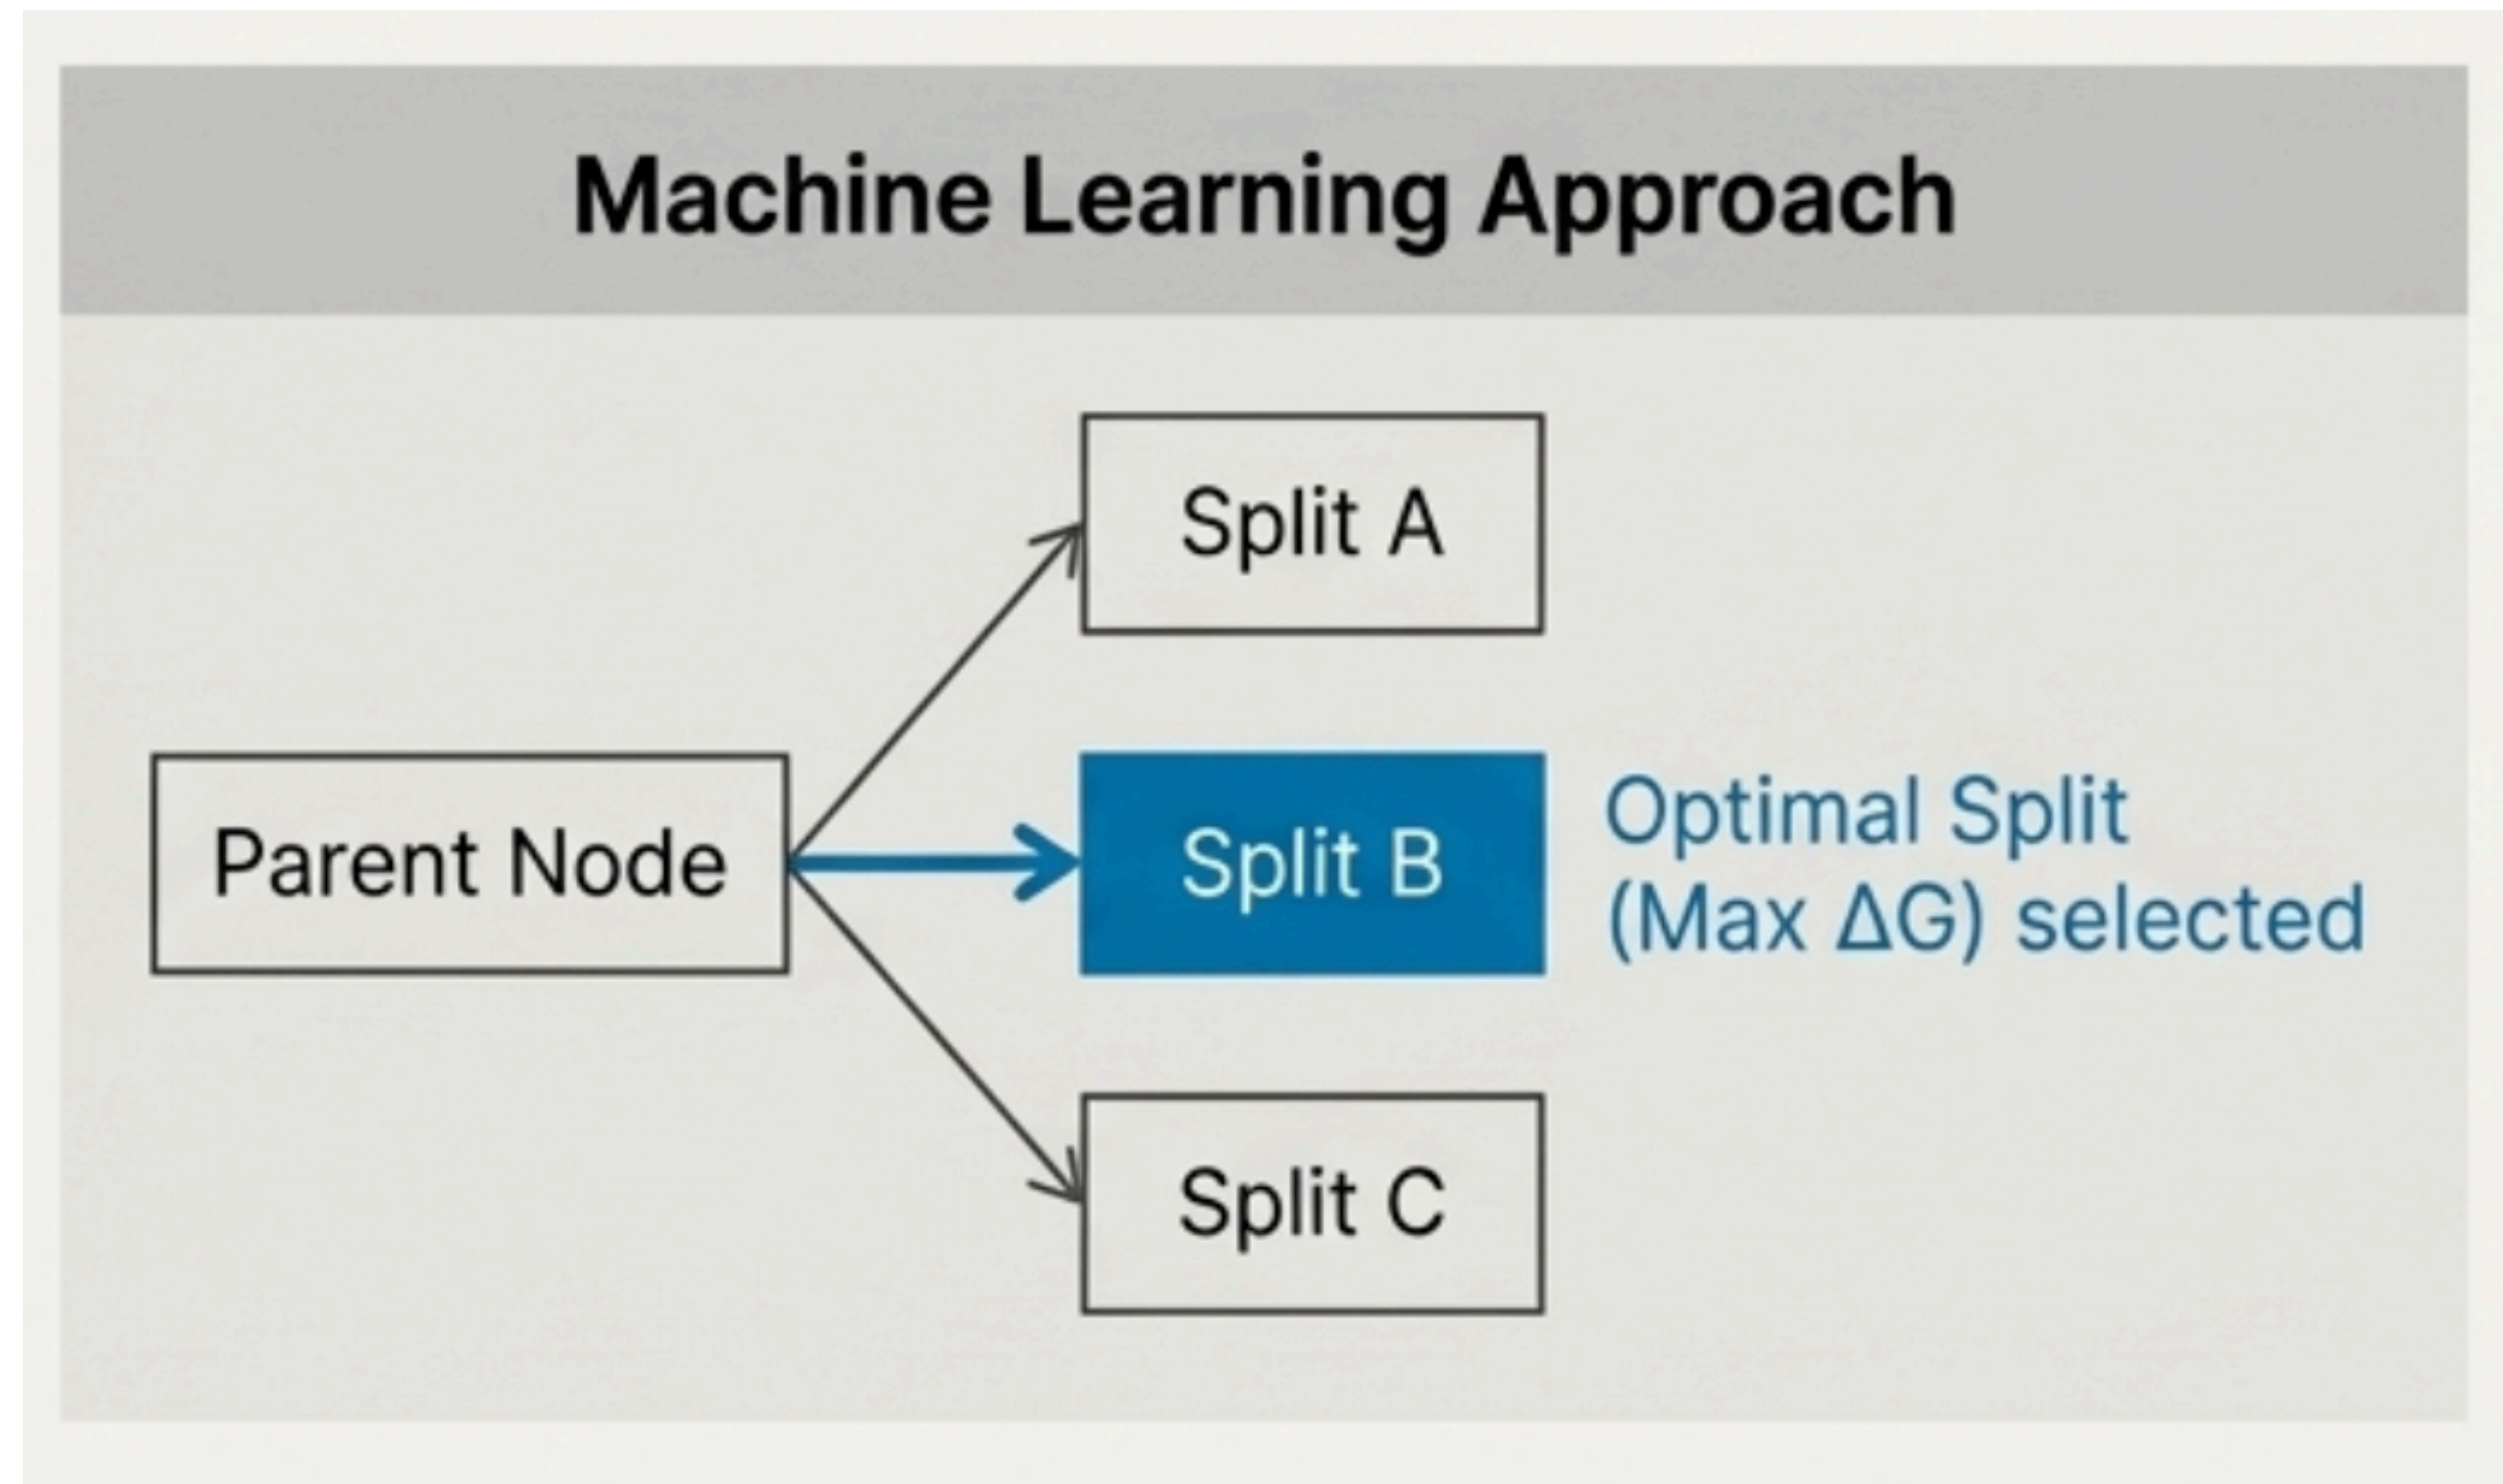 Machine Learning Approach
Split A
Parent Node
Split B
Optimal Split
(Max ΔG) selected
Split C